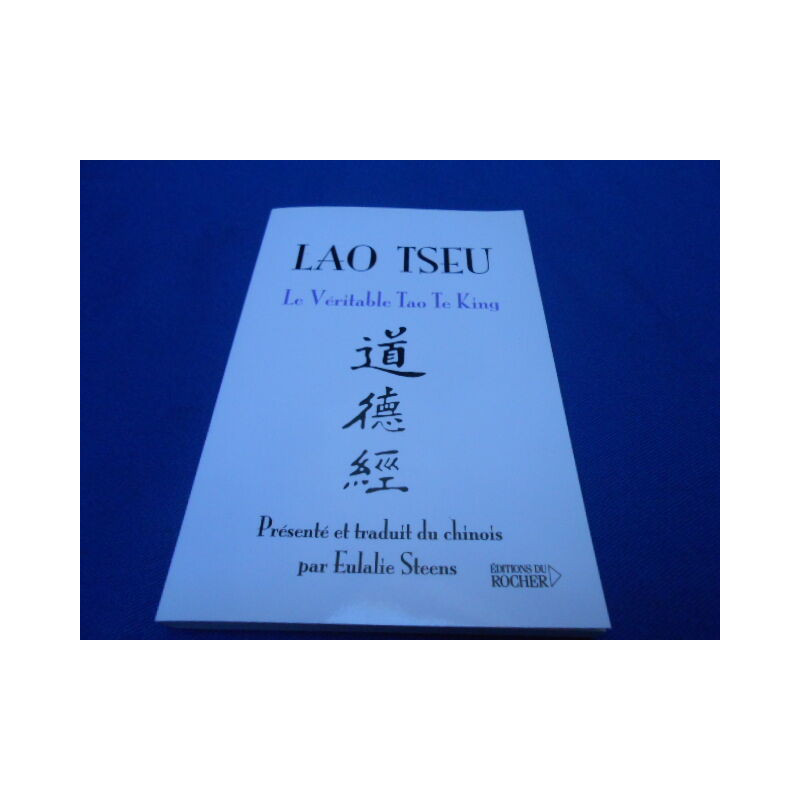 LAO TSEU
Le Véritable Tao Te King
道
德
經
Présenté et traduit du chinois
par Eulalie Steens
ÉDITIONS DU
ROCHER